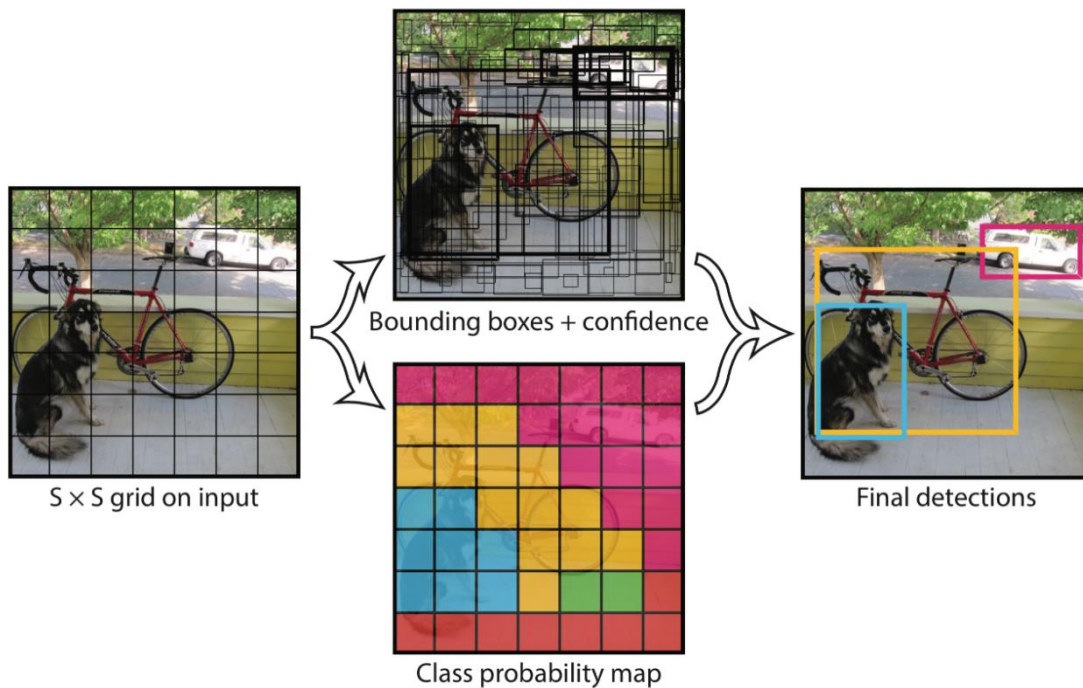 S × S grid on input
Bounding boxes + confidence
Class probability map
Final detections